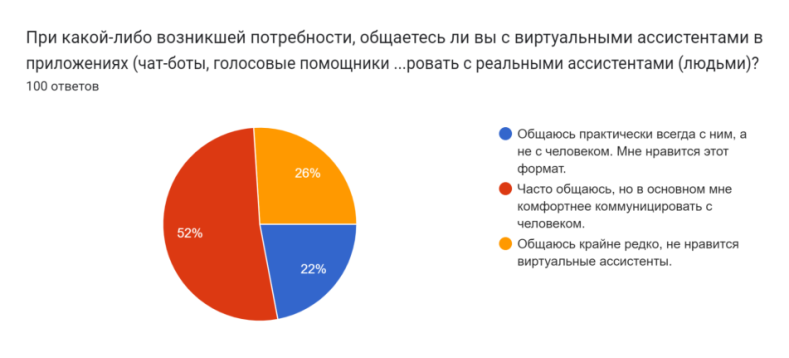 При какой-либо возникшей потребности, общаетесь ли вы с виртуальными ассистентами в
приложениях (чат-боты, голосовые помощники ...ровать с реальными ассистентами (людьми)?
100 ответов
26%
52%
22%
Общаюсь практически всегда с ним, а
не с человеком. Мне нравится этот
формат.
Часто общаюсь, но в основном мне
комфортнее коммуницировать с
человеком.
Общаюсь крайне редко, не нравится
виртуальные ассистенты.